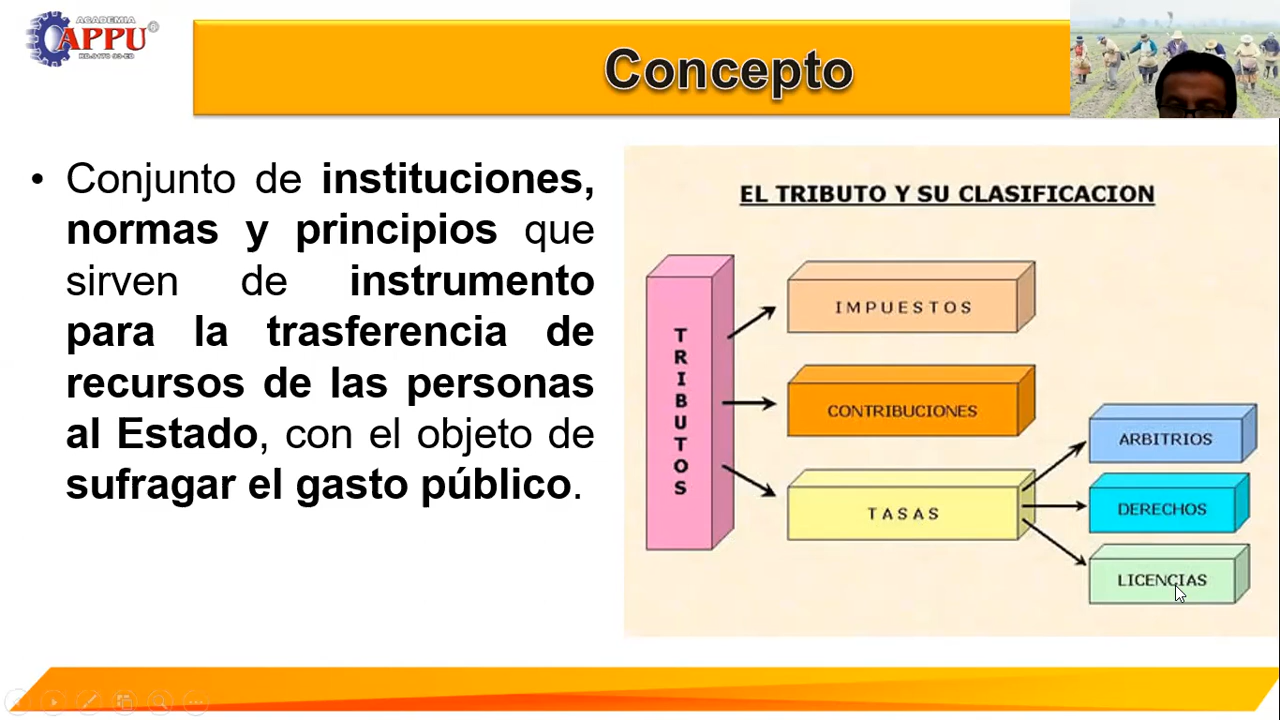 ACADEMIA
APPU
Concepto
• Conjunto de instituciones,
normas y principios que
sirven de instrumento
para la trasferencia de
recursos de las personas
al Estado, con el objeto de
sufragar el gasto público.
EL TRIBUTO Y SU CLASIFICACION
TRIBUTOS
IMPUESTOS
CONTRIBUCIONES
TASAS
ARBITRIOS
DERECHOS
LICENCIAS